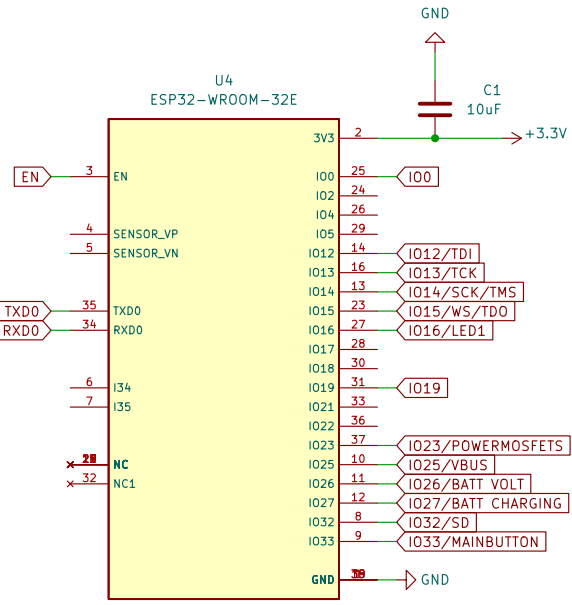 GND
U4
ESP32-WROOM-32E
C1
10uF
+3.3V
3V3 2
EN 3 EN
IO0 25 IO0
IO2 24
IO4 26
4 SENSOR_VP
IO5 29
5 SENSOR_VN
IO12 14 IO12/TDI
IO13 16 IO13/TCK
IO14 13 IO14/SCK/TMS
TXD0 35 TXD0
IO15 23 IO15/WS/TDO
RXD0 34 RXD0
IO16 27 IO16/LED1
IO17 28
IO18 30
6 I34
IO19 31 IO19
7 I35
IO21 33
IO22 36
IO23 37 IO23/POWERMOSFETS
NC
IO25 10 IO25/VBUS
32 NC1
IO26 11 IO26/BATT VOLT
IO27 12 IO27/BATT CHARGING
IO32 8 IO32/SD
IO33 9 IO33/MAINBUTTON
GND GND